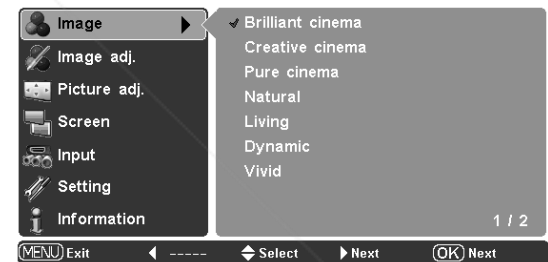 Image
Image adj.
Picture adj.
Screen
Input
Setting
Information
Brilliant cinema
Creative cinema
Pure cinema
Natural
Living
Dynamic
Vivid
1 / 2
MENU Exit ----- Select Next OK Next